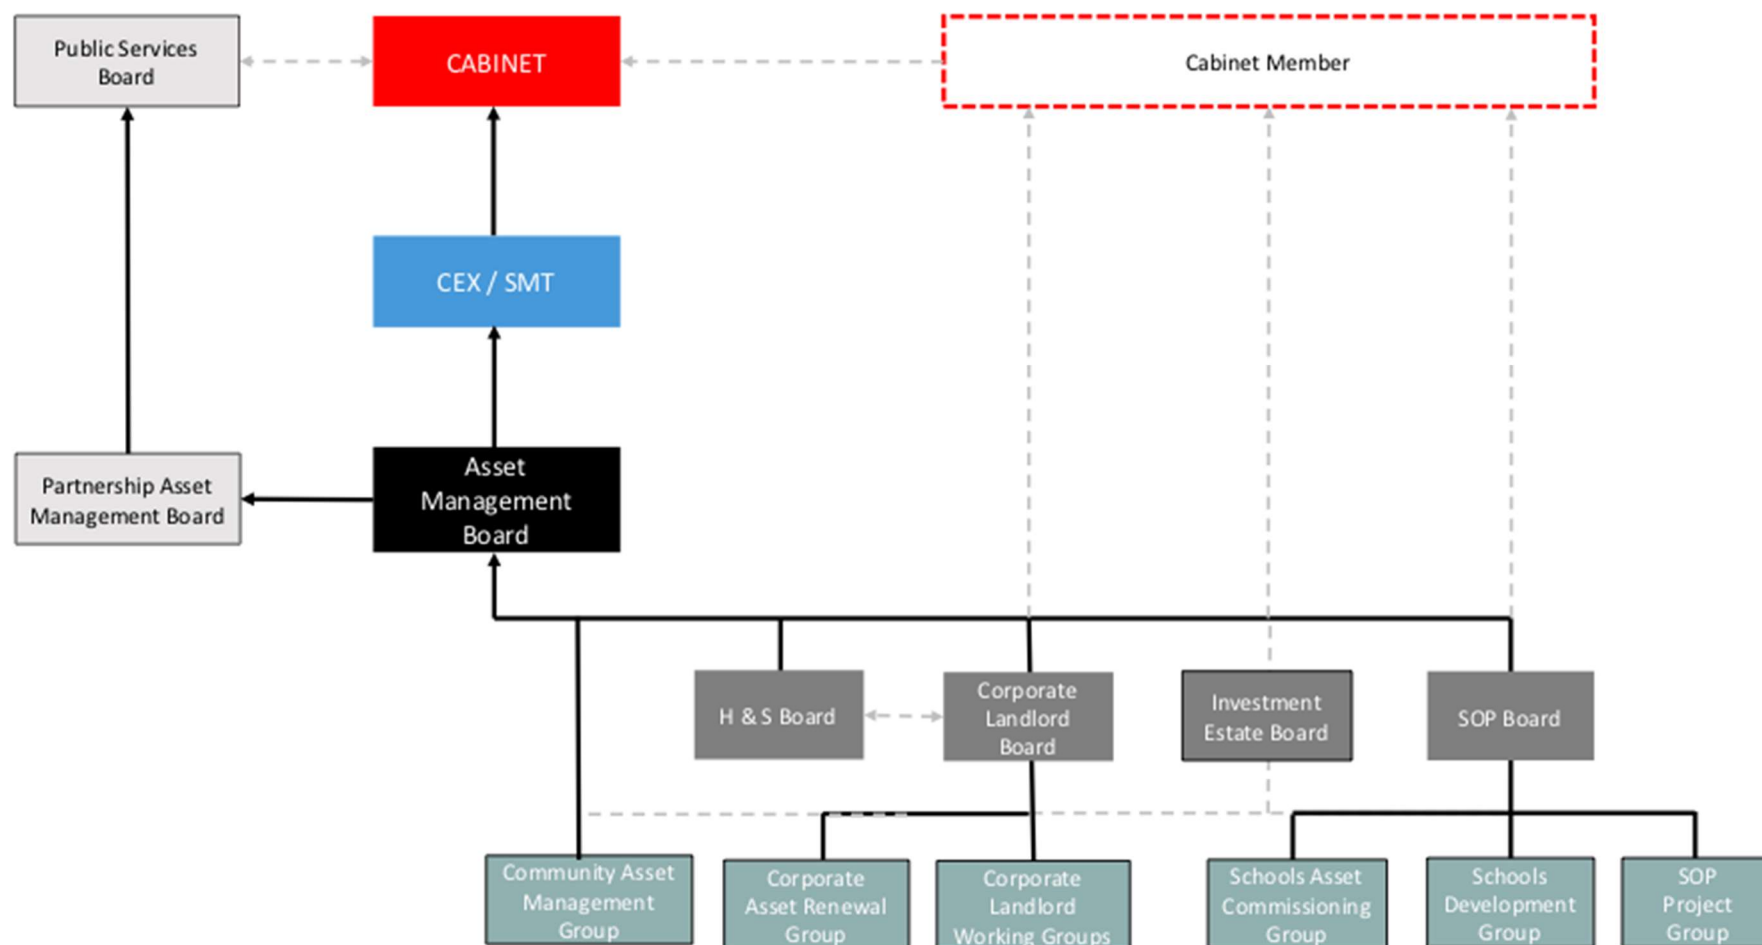 Public Services
Board
CABINET
Cabinet Member
CEX / SMT
Partnership Asset
Management Board
Asset
Management
Board
H & S Board
Corporate
Landlord
Board
Investment
Estate Board
SOP Board
Community Asset
Management
Group
Corporate
Asset Renewal
Group
Corporate
Landlord
Working Groups
Schools Asset
Commissioning
Group
Schools
Development
Group
SOP
Project
Group